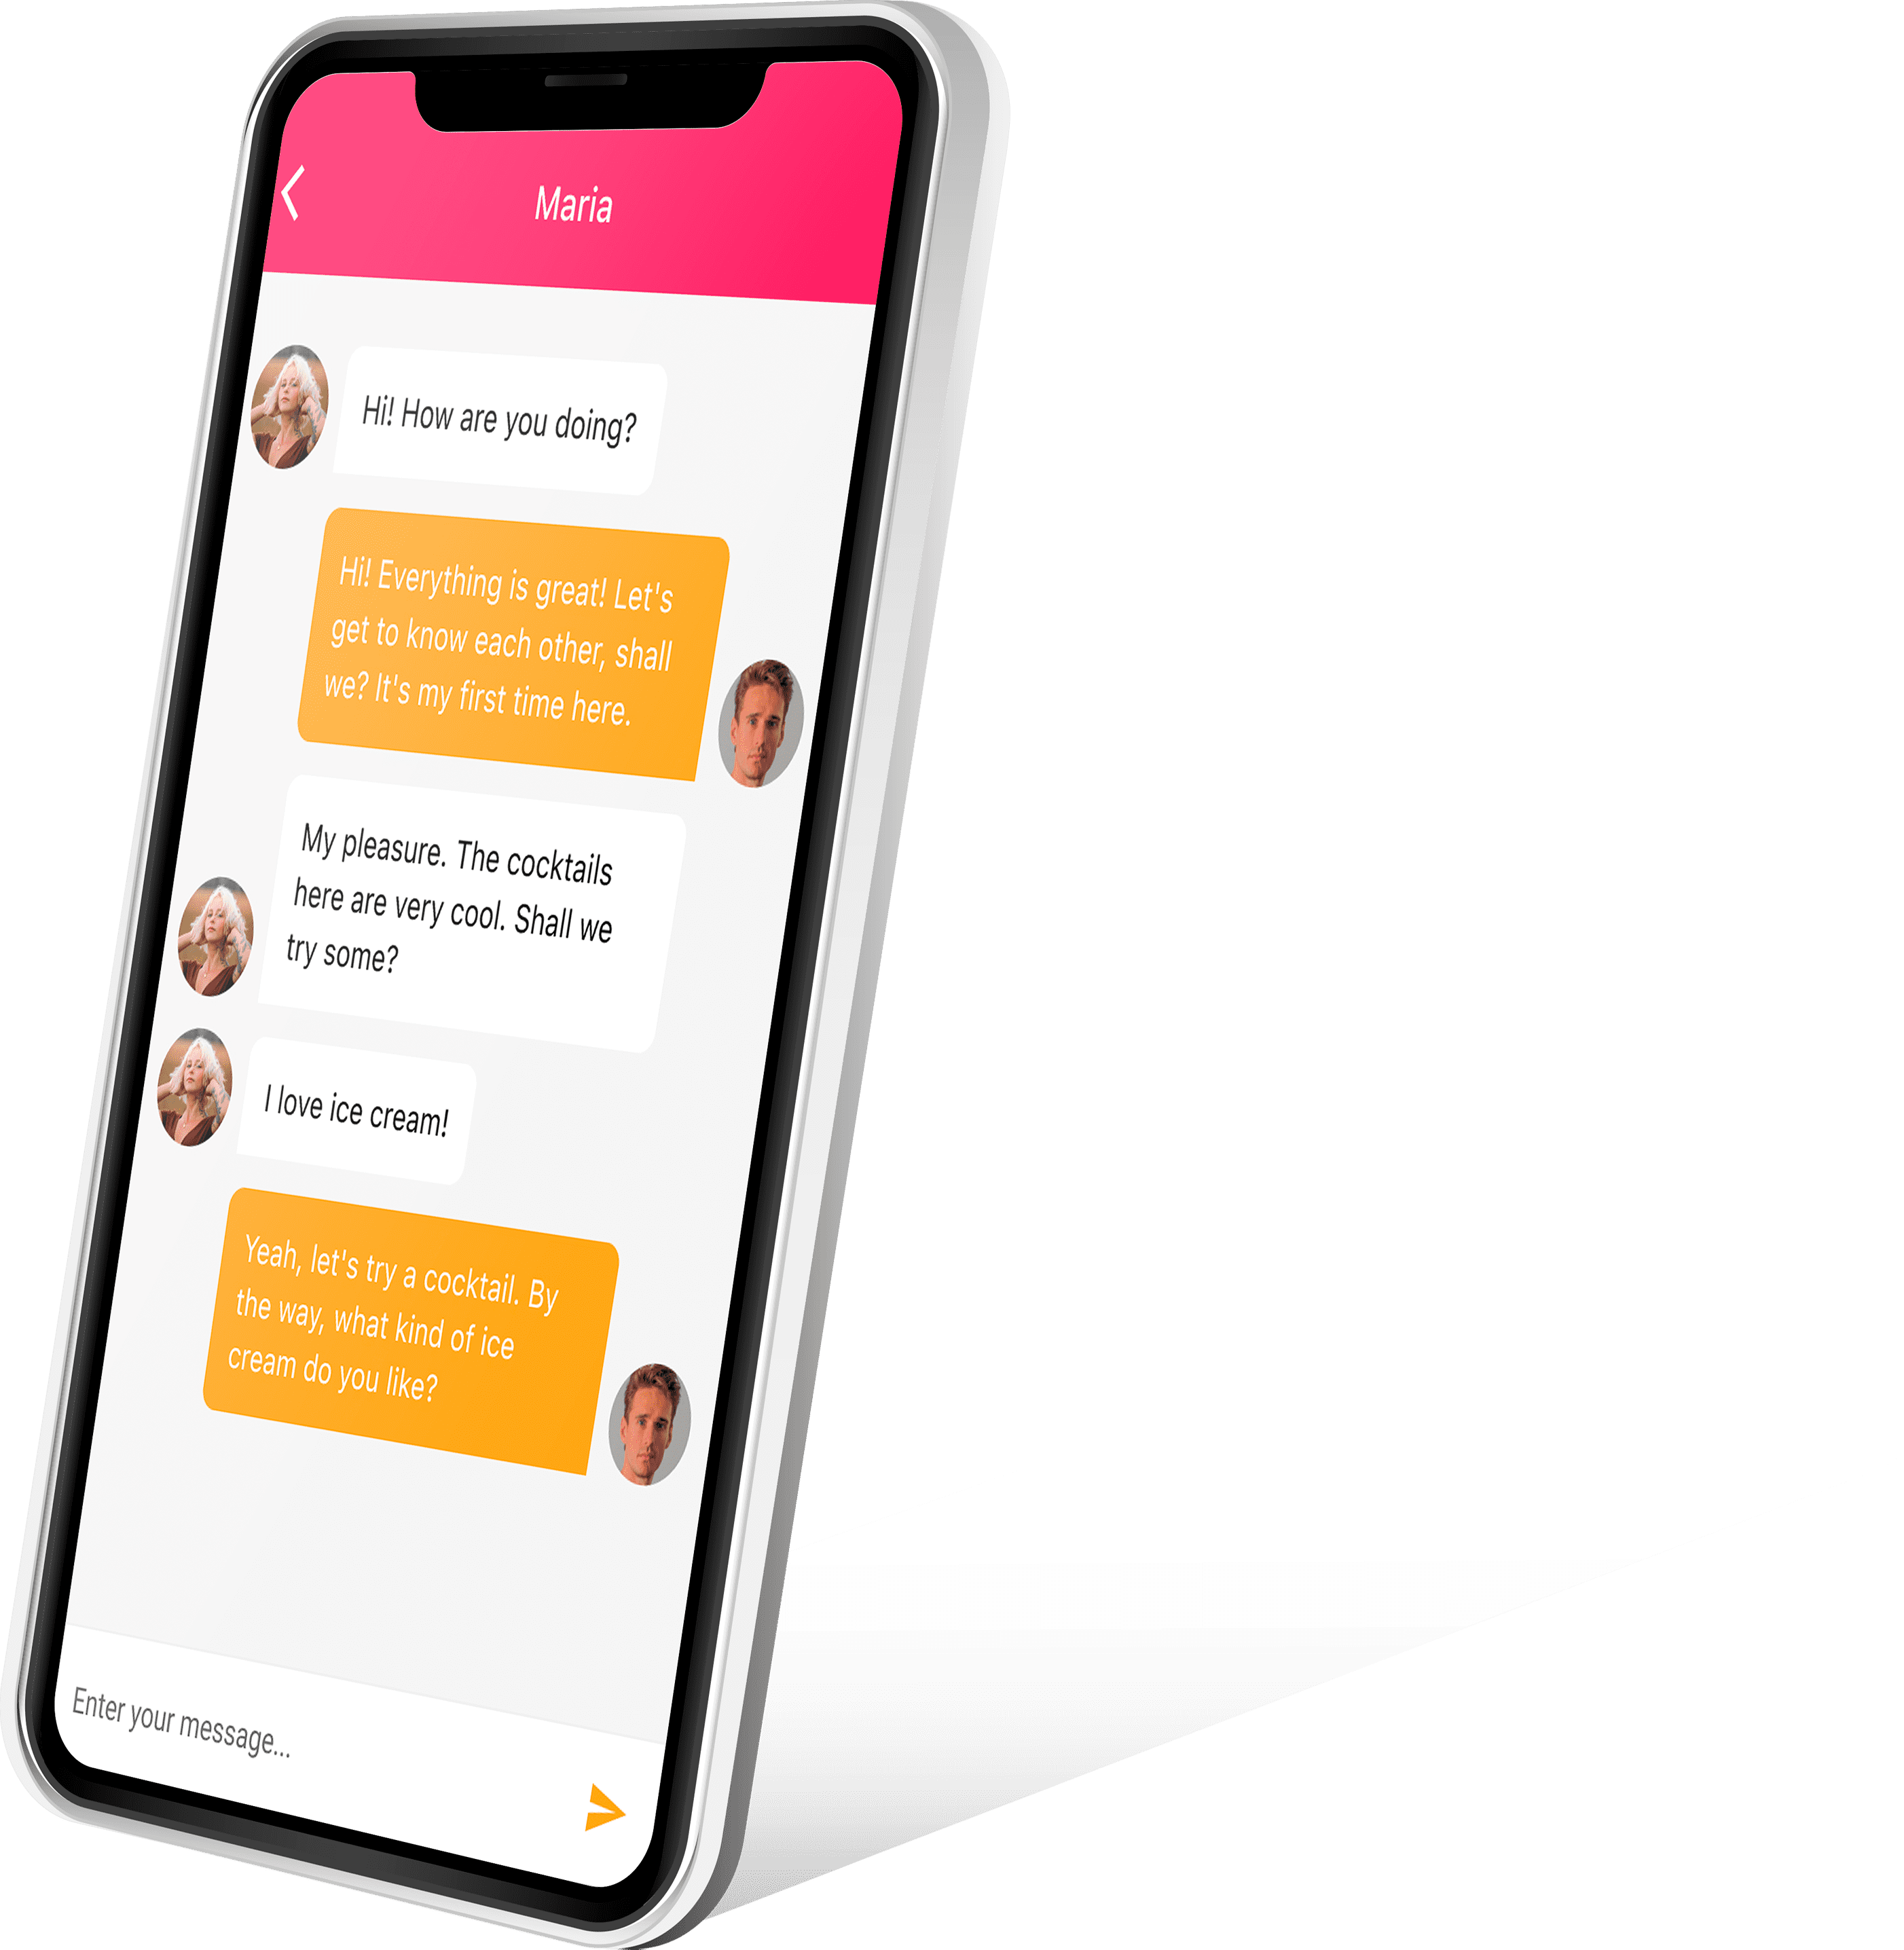 Maria
Hi! How are you doing?
Hi! Everything is great! Let's
get to know each other, shall
we? It's my first time here.
My pleasure. The cocktails
here are very cool. Shall we
try some?
I love ice cream!
Yeah, let's try a cocktail. By
the way, what kind of ice
cream do you like?
Enter your message...